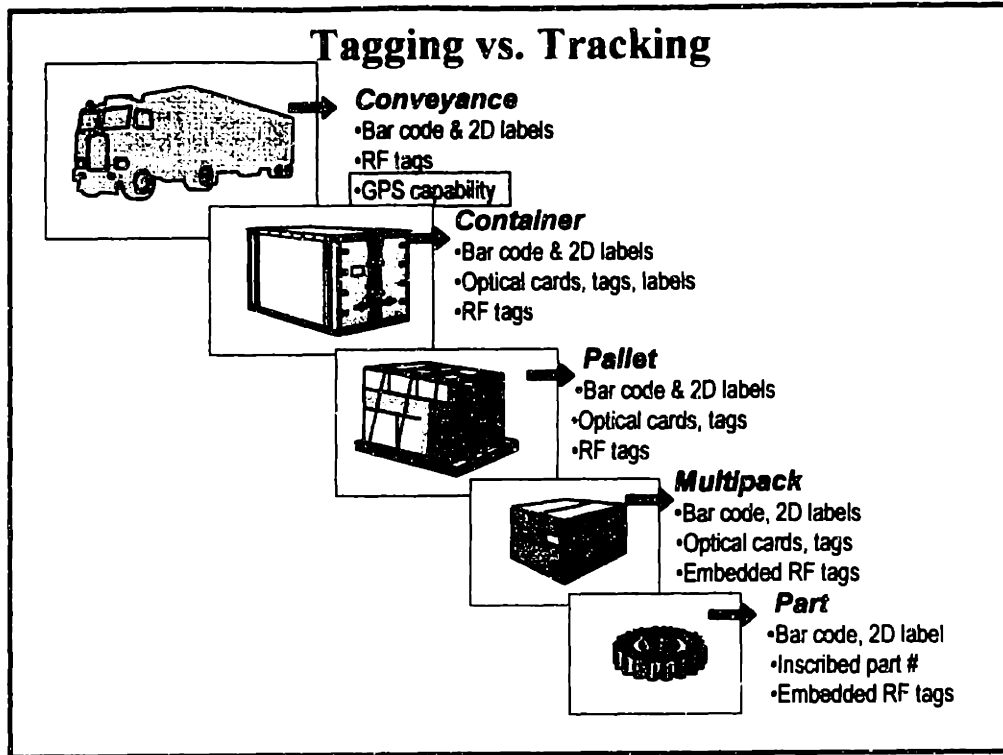 Tagging vs. Tracking
Conveyance
•Bar code & 2D labels
•RF tags
•GPS capability
Container
•Bar code & 2D labels
•Optical cards, tags, labels
•RF tags
Pallet
•Bar code & 2D labels
•Optical cards, tags
•RF tags
Multipack
•Bar code, 2D labels
•Optical cards, tags
•Embedded RF tags
Part
•Bar code, 2D label
•Inscribed part #
•Embedded RF tags